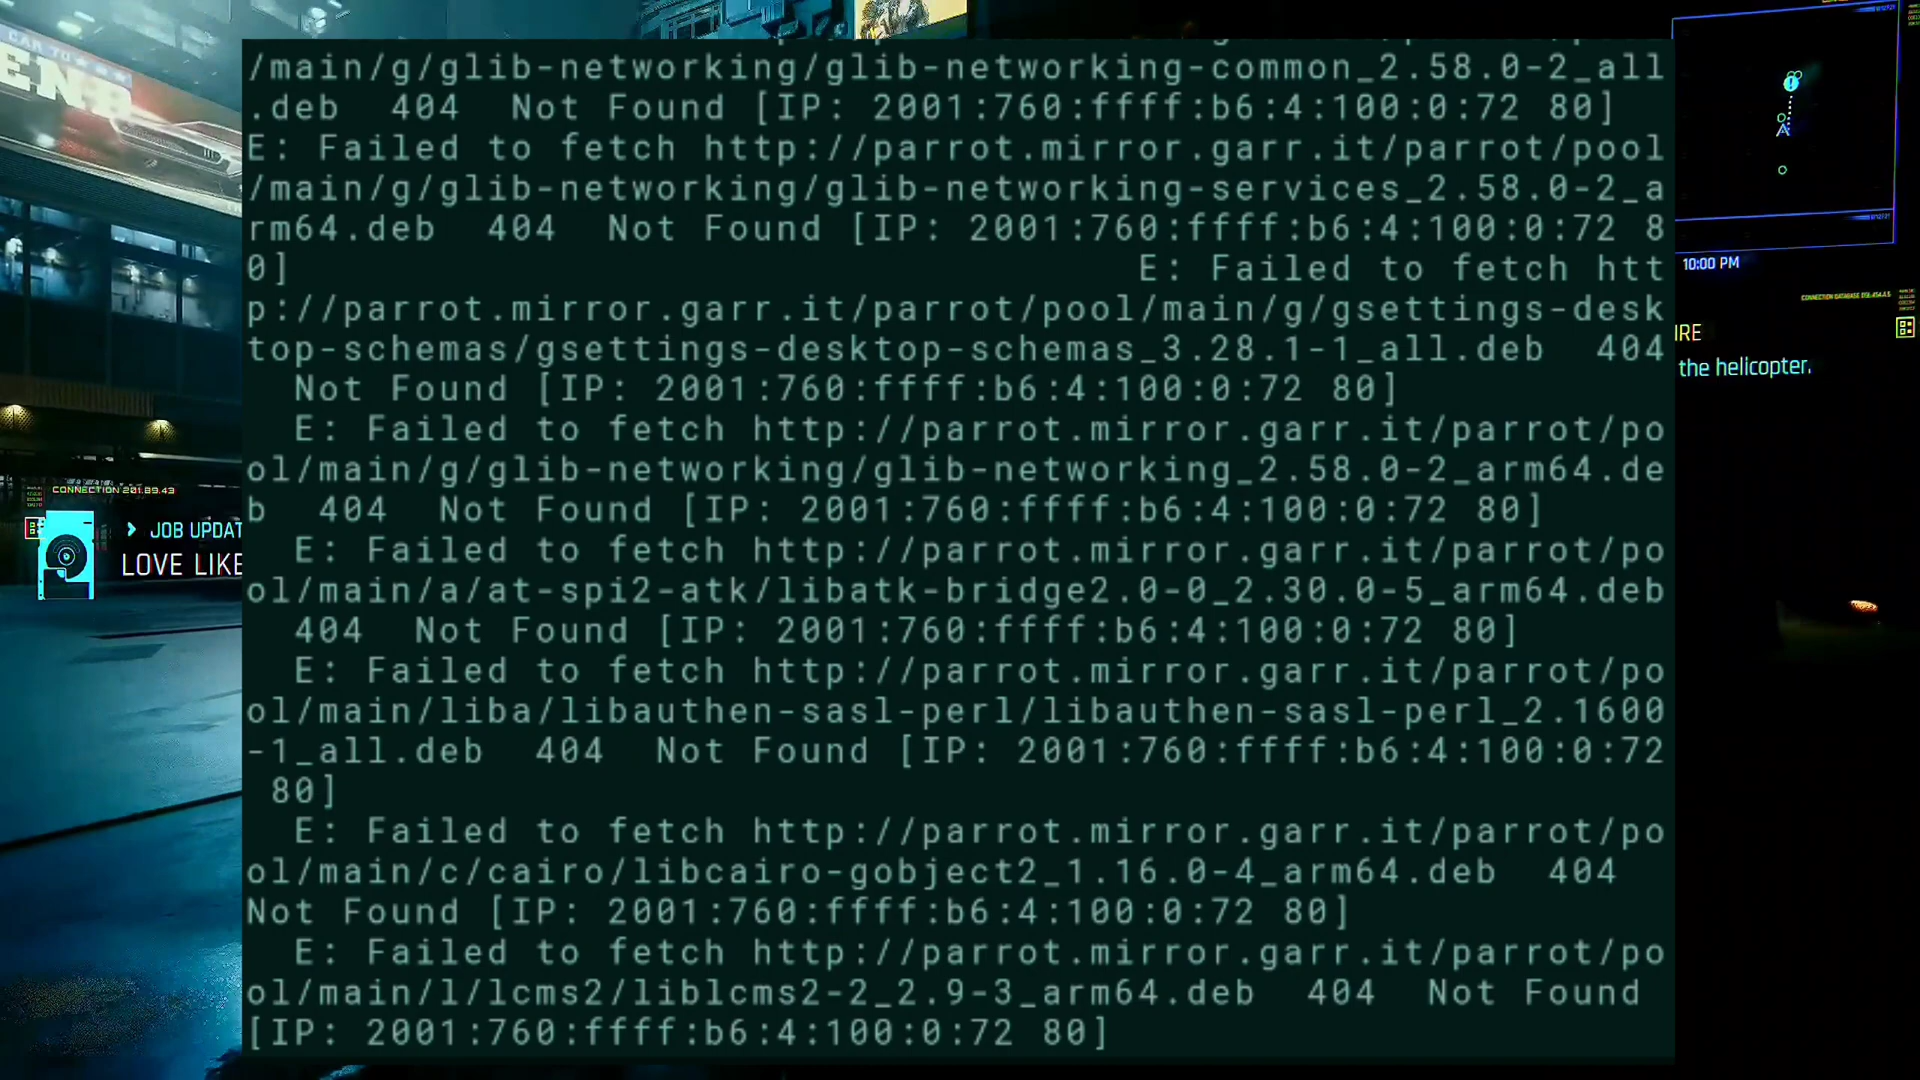 CAR TO
END
/main/g/glib-networking/glib-networking-common_2.58.0-2_all
.deb  404  Not Found [IP: 2001:760:ffff:b6:4:100:0:72 80]
E: Failed to fetch http://parrot.mirror.garr.it/parrot/pool
/main/g/glib-networking/glib-networking-services_2.58.0-2_a
rm64.deb  404  Not Found [IP: 2001:760:ffff:b6:4:100:0:72 8
0] E: Failed to fetch htt
p://parrot.mirror.garr.it/parrot/pool/main/g/gsettings-desk
top-schemas/gsettings-desktop-schemas_3.28.1-1_all.deb  404
Not Found [IP: 2001:760:ffff:b6:4:100:0:72 80]
E: Failed to fetch http://parrot.mirror.garr.it/parrot/po
ol/main/g/glib-networking/glib-networking_2.58.0-2_arm64.de
b  404  Not Found [IP: 2001:760:ffff:b6:4:100:0:72 80]
E: Failed to fetch http://parrot.mirror.garr.it/parrot/po
ol/main/a/at-spi2-atk/libatk-bridge2.0-0_2.30.0-5_arm64.deb
404  Not Found [IP: 2001:760:ffff:b6:4:100:0:72 80]
E: Failed to fetch http://parrot.mirror.garr.it/parrot/po
ol/main/liba/libauthen-sasl-perl/libauthen-sasl-perl_2.1600
-1_all.deb  404  Not Found [IP: 2001:760:ffff:b6:4:100:0:72
80]
E: Failed to fetch http://parrot.mirror.garr.it/parrot/po
ol/main/c/cairo/libcairo-gobject2_1.16.0-4_arm64.deb  404
Not Found [IP: 2001:760:ffff:b6:4:100:0:72 80]
E: Failed to fetch http://parrot.mirror.garr.it/parrot/po
ol/main/l/lcms2/liblcms2-2_2.9-3_arm64.deb  404  Not Found
[IP: 2001:760:ffff:b6:4:100:0:72 80]
CONNECTION 201.89.43
JOB UPDAT
LOVE LIKE
10:00 PM
IRE
the helicopter.